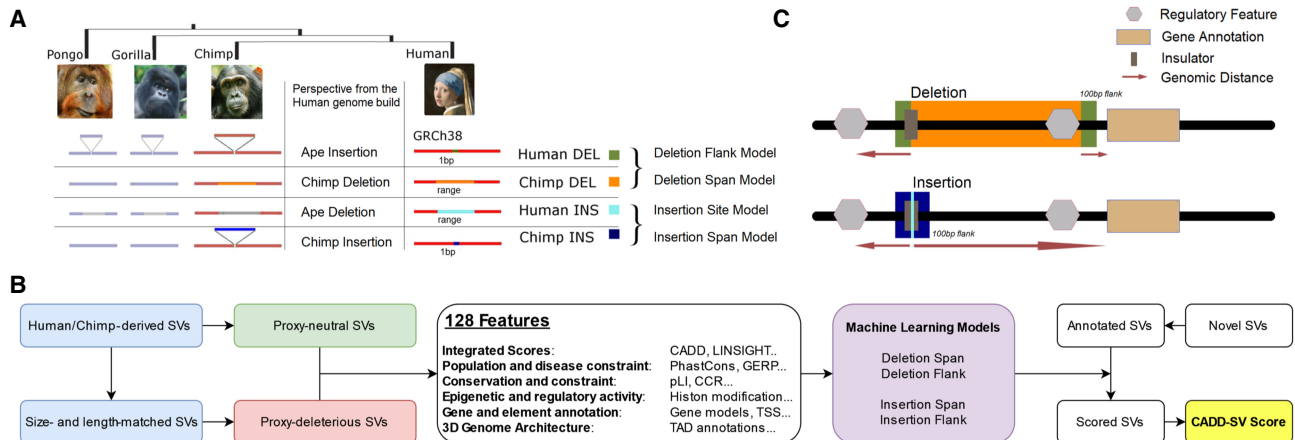 A
Pongo
Gorilla
Chimp
Human
Perspective from the
Human genome build
GRCh38
Ape Insertion
1bp
Human DEL
Deletion Flank Model
Chimp Deletion
range
Chimp DEL
Deletion Span Model
Ape Deletion
range
Human INS
Insertion Site Model
Chimp Insertion
1bp
Chimp INS
Insertion Span Model
C
Regulatory Feature
Gene Annotation
Insulator
Genomic Distance
Deletion
100bp flank
Insertion
100bp flank
B
Human/Chimp-derived SVs
Proxy-neutral SVs
Size- and length-matched SVs
Proxy-deleterious SVs
128 Features
Integrated Scores: CADD, LINSIGHT..
Population and disease constraint: PhastCons, GERP...
Conservation and constraint: pLI, CCR...
Epigenetic and regulatory activity: Histon modification...
Gene and element annotation: Gene models, TSS...
3D Genome Architecture: TAD annotations...
Machine Learning Models
Deletion Span
Deletion Flank
Insertion Span
Insertion Flank
Annotated SVs
Novel SVs
Scored SVs
CADD-SV Score